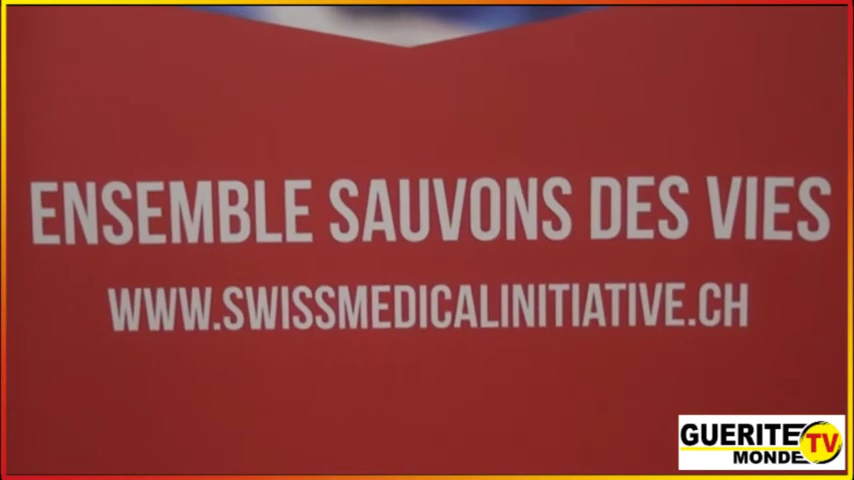 ENSEMBLE SAUVONS DES VIES
WWW.SWISSMEDICALINITIATIVE.CH
GUERITE TV
MONDE